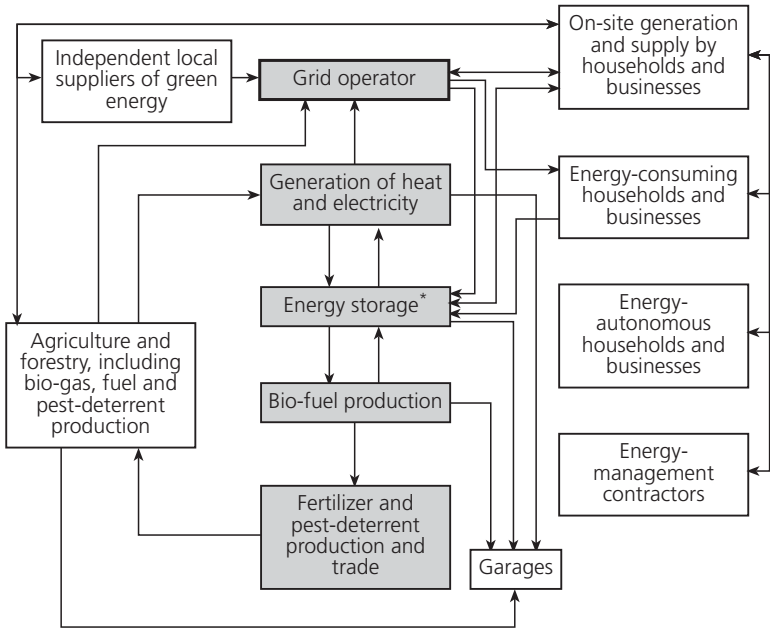 On-site generation
and supply by
households and
businesses
Independent local
suppliers of green
energy
Grid operator
Generation of heat
and electricity
Energy-consuming
households and
businesses
Energy storage*
Energy-
autonomous
households and
businesses
Agriculture and
forestry, including
bio-gas, fuel and
pest-deterrent
production
Bio-fuel production
Energy-
management
contractors
Fertilizer and
pest-deterrent
production and
trade
Garages